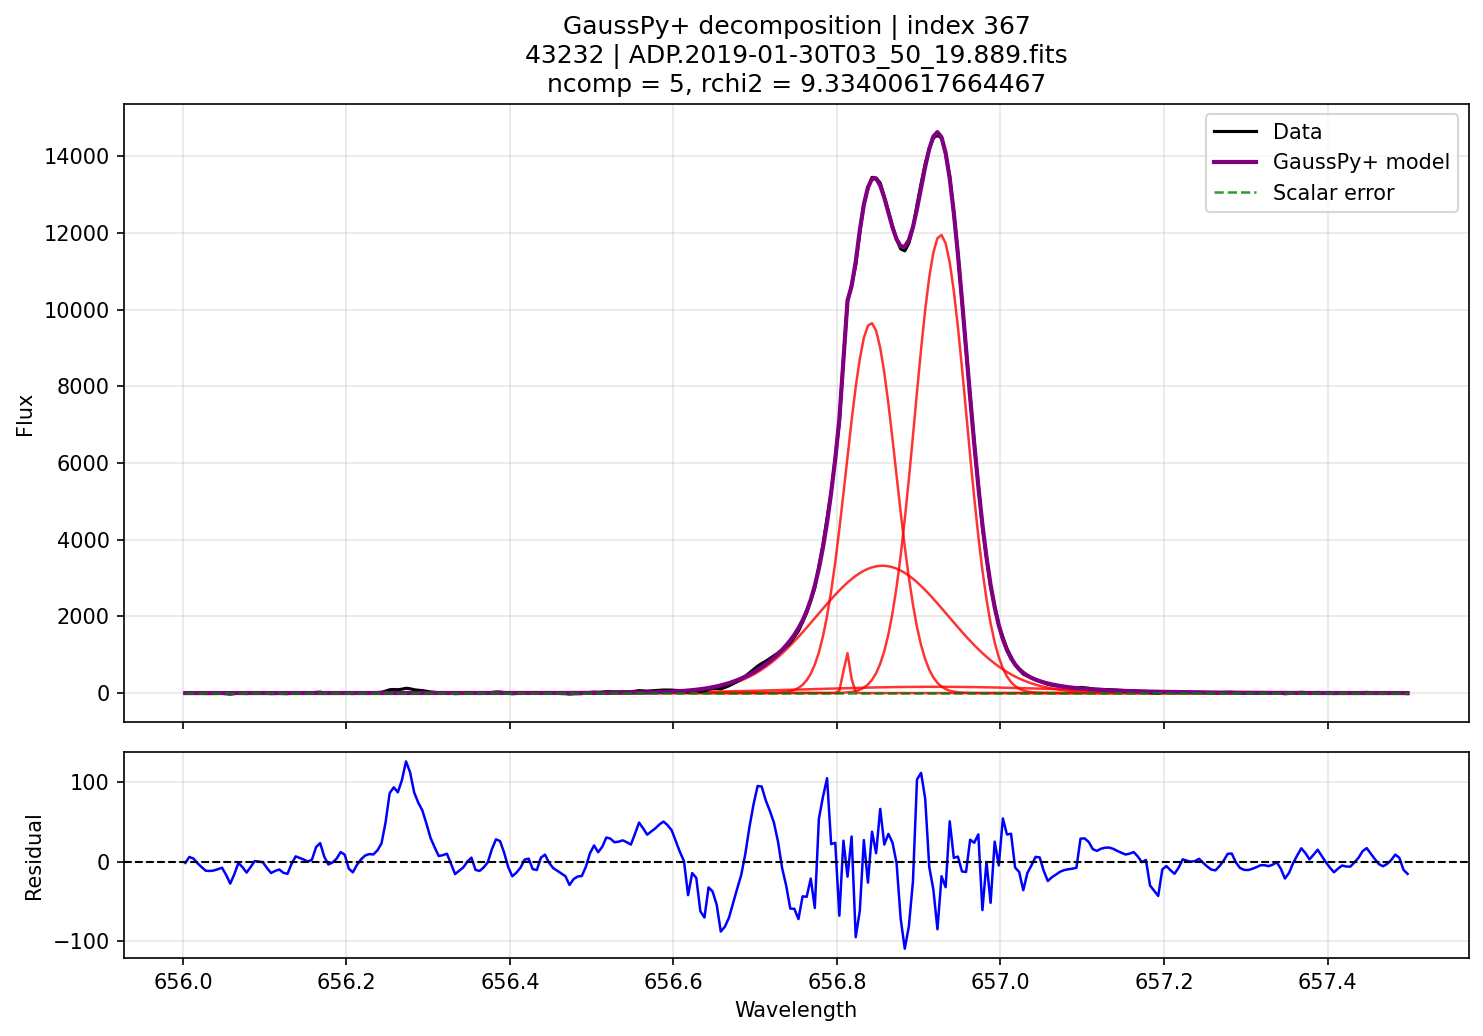 GaussPy+ decomposition | index 367
43232 | ADP.2019-01-30T03_50_19.889.fits
ncomp = 5, rchi2 = 9.33400617664467
Data
GaussPy+ model
Scalar error
14000
12000
10000
8000
6000
4000
2000
0
Flux
100
0
−100
Residual
656.0 656.2 656.4 656.6 656.8 657.0 657.2 657.4
Wavelength